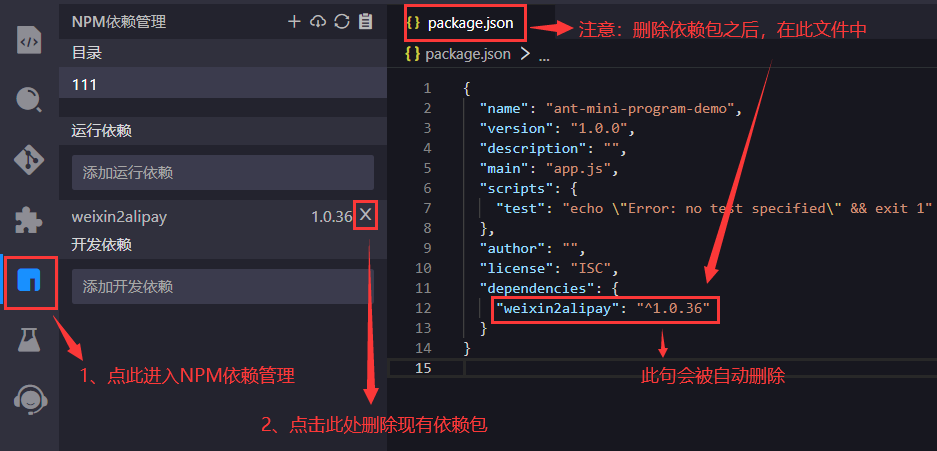 NPM依赖管理
目录
111
运行依赖
添加运行依赖
weixin2alipay 1.0.36 X
开发依赖
添加开发依赖
1、点此进入NPM依赖管理
2、点击此处删除现有依赖包
{} package.json
注意：删除依赖包之后，在此文件中
{} package.json > ...
1 {
2 "name": "ant-mini-program-demo",
3 "version": "1.0.0",
4 "description": "",
5 "main": "app.js",
6 "scripts": {
7 "test": "echo \"Error: no test specified\" && exit 1"
8 },
9 "author": "",
10 "license": "ISC",
11 "dependencies": {
12 "weixin2alipay": "^1.0.36"
13 }
14 }
15
此句会被自动删除